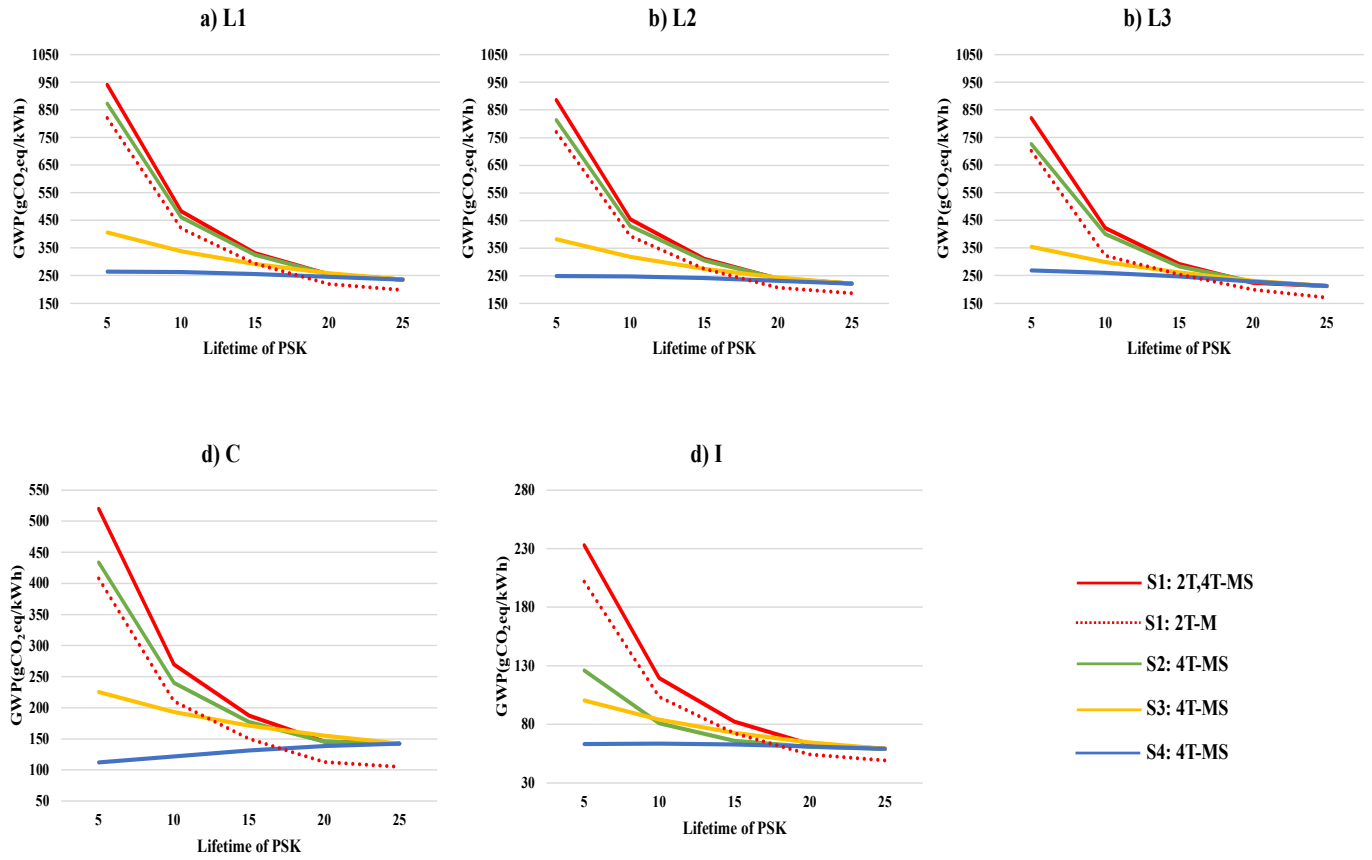 a) L1
GWP(gCO₂eq/kWh)
1050
950
850
750
650
550
450
350
250
150
5 10 15 20 25
Lifetime of PSK
b) L2
GWP(gCO₂eq/kWh)
1050
950
850
750
650
550
450
350
250
150
5 10 15 20 25
Lifetime of PSK
b) L3
GWP(gCO₂eq/kWh)
1050
950
850
750
650
550
450
350
250
150
5 10 15 20 25
Lifetime of PSK
d) C
GWP(gCO₂eq/kWh)
550
500
450
400
350
300
250
200
150
100
50
5 10 15 20 25
Lifetime of PSK
d) I
GWP(gCO₂eq/kWh)
280
230
180
130
80
30
5 10 15 20 25
Lifetime of PSK
S1: 2T,4T-MS
S1: 2T-M
S2: 4T-MS
S3: 4T-MS
S4: 4T-MS